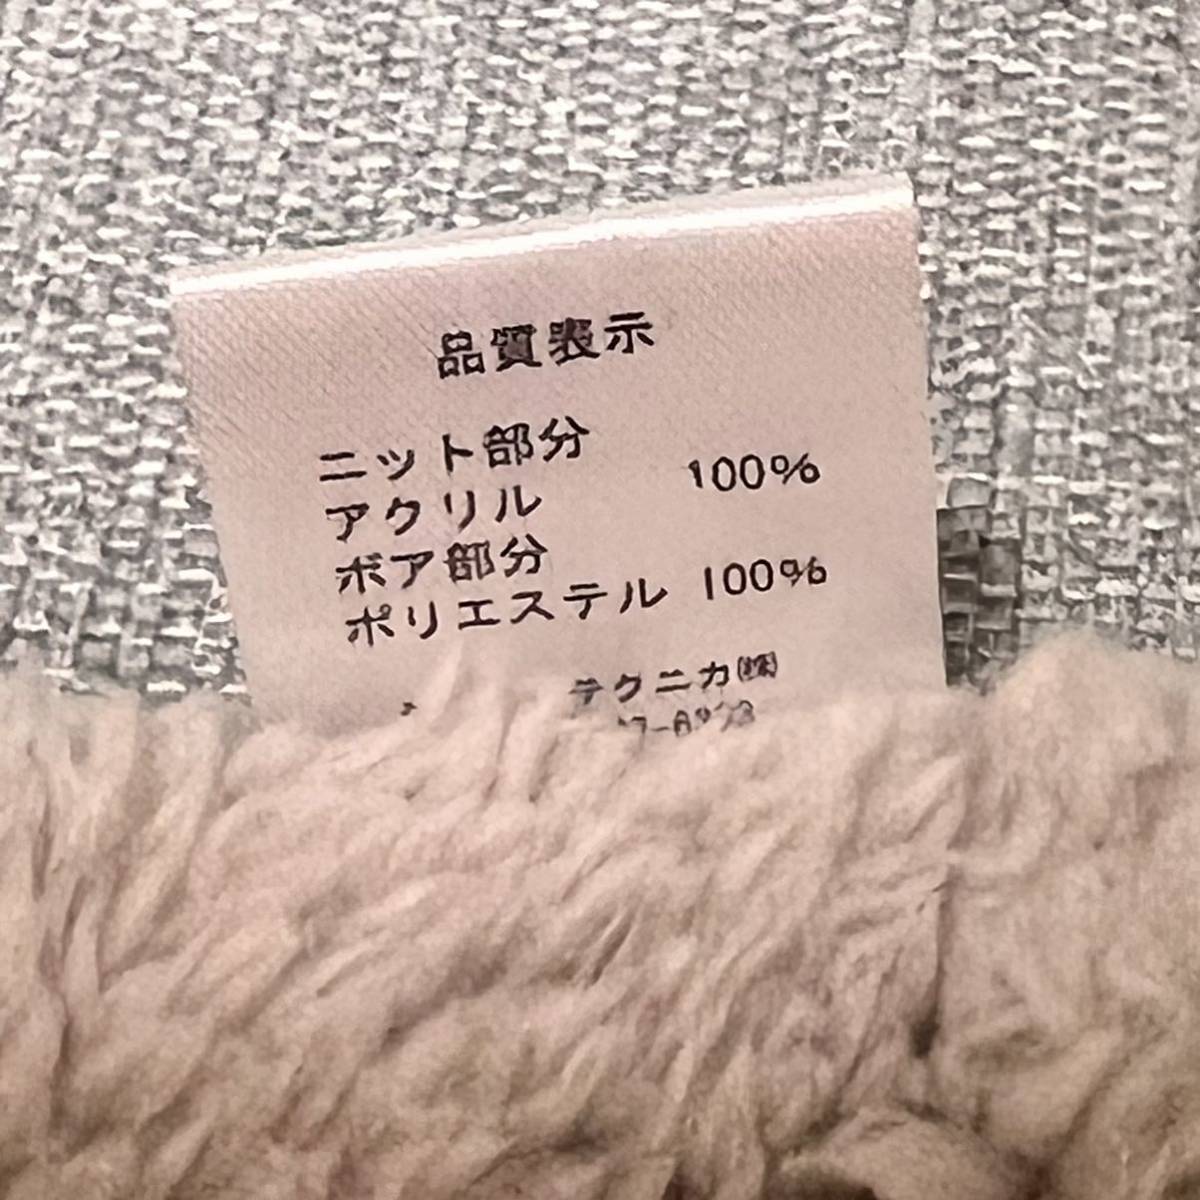 品質表示
ニット部分
アクリル 100%
ボア部分
ポリエステル 100%
テクニカ㈱